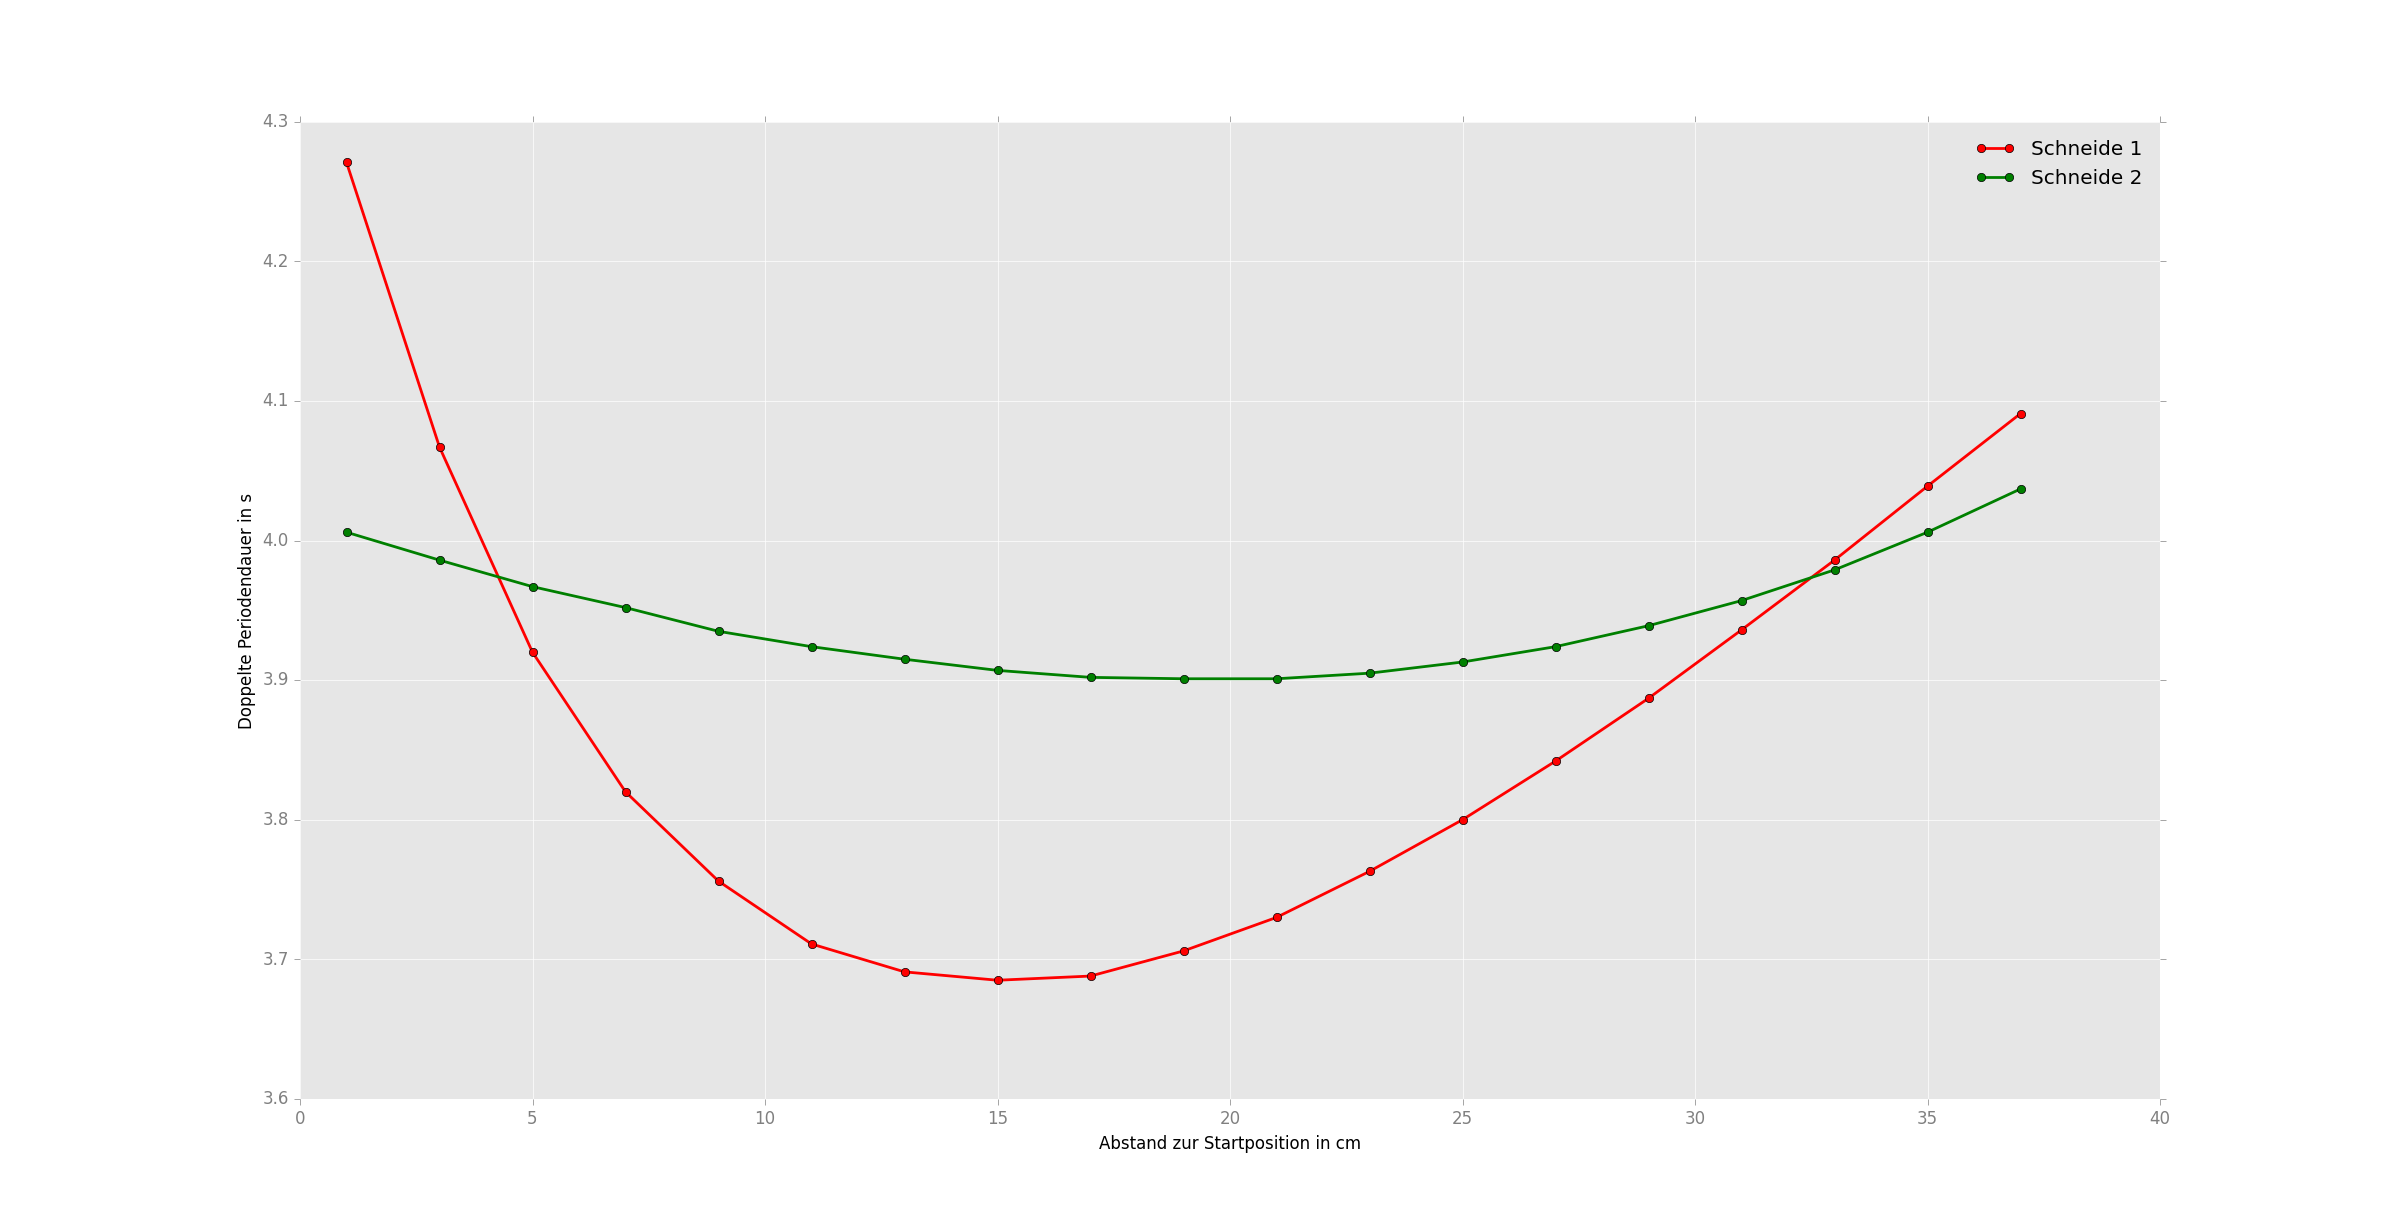 4.3
4.2
4.1
4.0
3.9
3.8
3.7
3.6
Doppelte Periodendauer in s
Schneide 1
Schneide 2
0 5 10 15 20 25 30 35 40
Abstand zur Startposition in cm